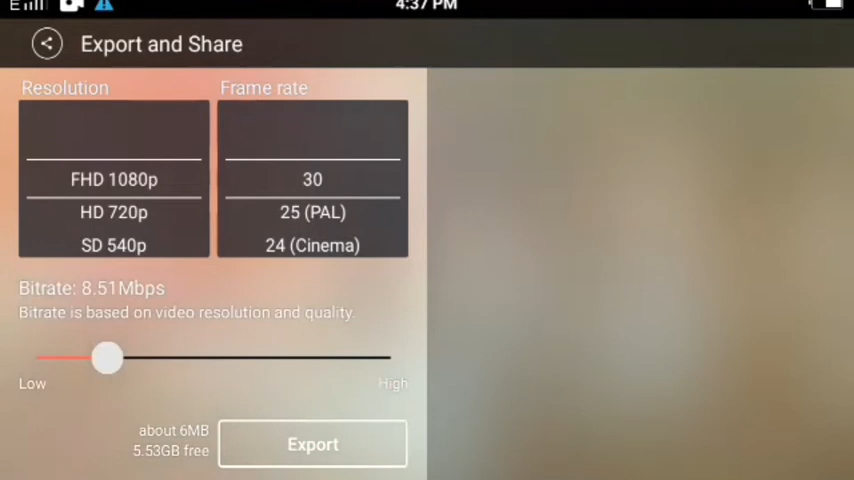 E
4:37 PM
Export and Share
Resolution
Frame rate
FHD 1080p
30
HD 720p
25 (PAL)
SD 540p
24 (Cinema)
Bitrate: 8.51Mbps
Bitrate is based on video resolution and quality.
Low
High
about 6MB
5.53GB free
Export